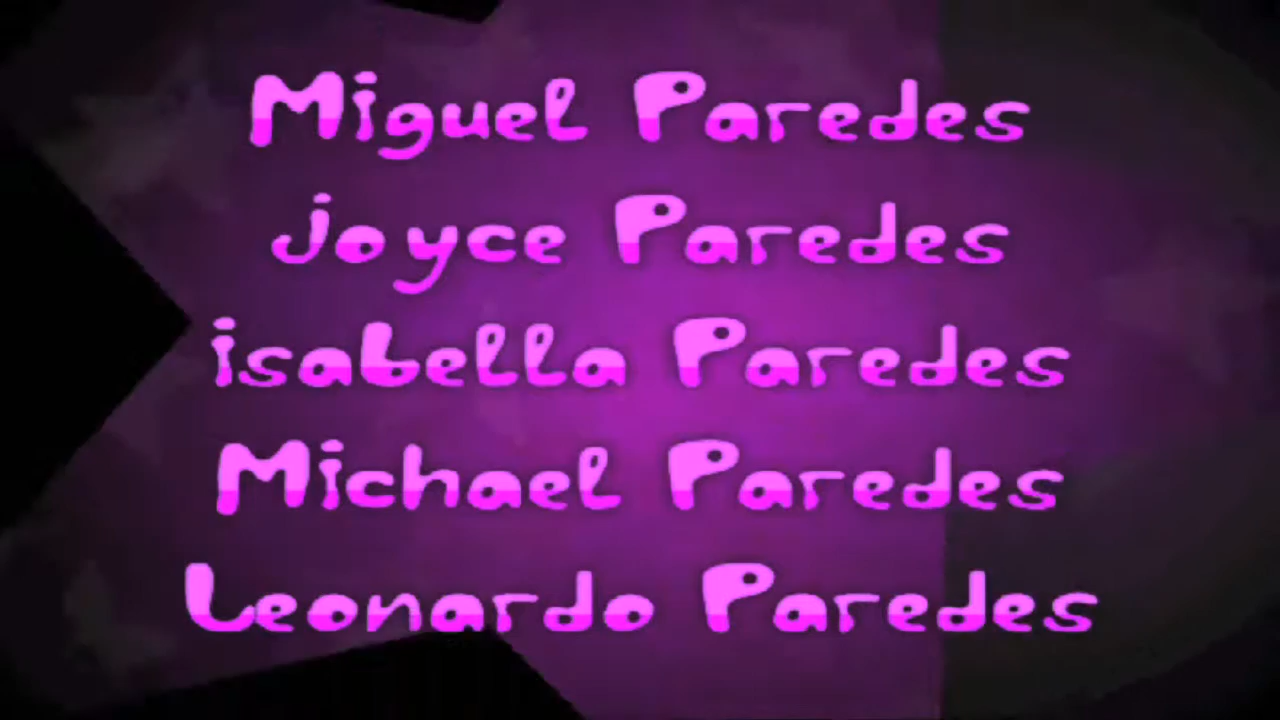 Miguel Paredes
joyce Paredes
isabella Paredes
Michael Paredes
Leonardo Paredes